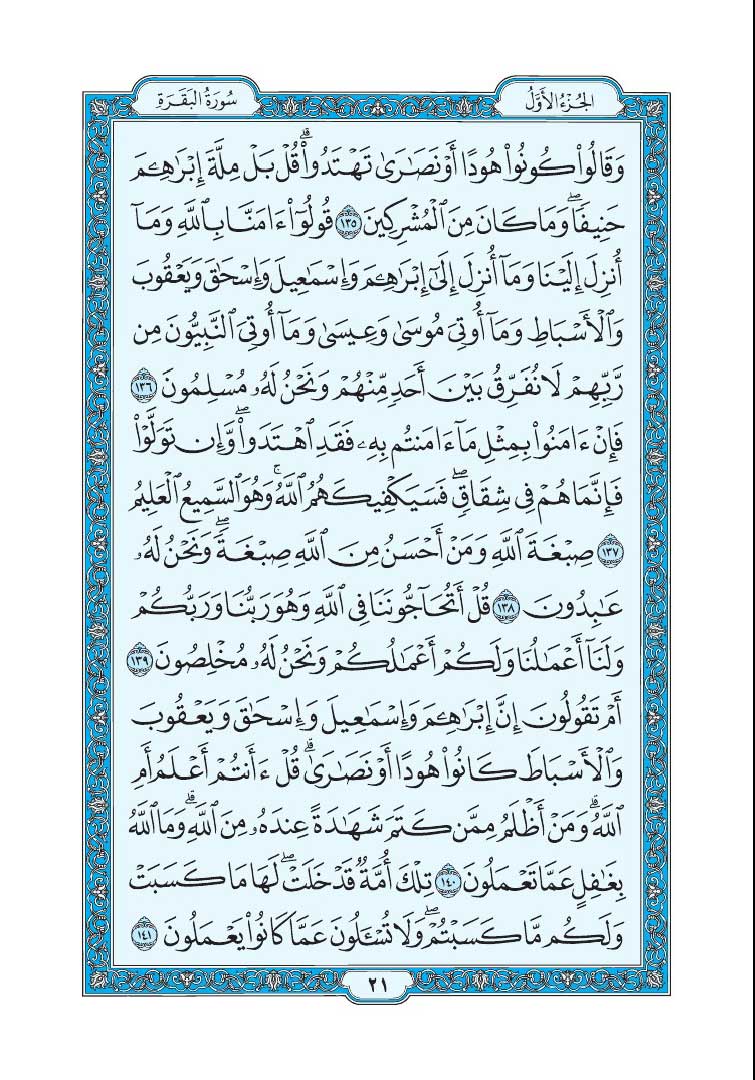 الجُزْءُ الأَوَّلُ
سُورَةُ البَقَرَةِ
وَقَالُوا۟ كُونُوا۟ هُودًا أَوْ نَصَـٰرَىٰ تَهْتَدُوا۟ ۗ قُلْ بَلْ مِلَّةَ إِبْرَٰهِـۧمَ
حَنِيفًا ۖ وَمَا كَانَ مِنَ ٱلْمُشْرِكِينَ ١٣٥ قُولُوٓا۟ ءَامَنَّا بِٱللَّهِ وَمَآ
أُنزِلَ إِلَيْنَا وَمَآ أُنزِلَ إِلَىٰٓ إِبْرَٰهِـۧمَ وَإِسْمَـٰعِيلَ وَإِسْحَـٰقَ وَيَعْقُوبَ
وَٱلْأَسْبَاطِ وَمَآ أُوتِىَ مُوسَىٰ وَعِيسَىٰ وَمَآ أُوتِىَ ٱلنَّبِيُّونَ مِن
رَّبِّهِمْ لَا نُفَرِّقُ بَيْنَ أَحَدٍ مِّنْهُمْ وَنَحْنُ لَهُۥ مُسْلِمُونَ ١٣٦
فَإِنْ ءَامَنُوا۟ بِمِثْلِ مَآ ءَامَنتُم بِهِۦ فَقَدِ ٱهْتَدَوا۟ ۖ وَّإِن تَوَلَّوْا۟
فَإِنَّمَا هُمْ فِى شِقَاقٍ ۖ فَسَيَكْفِيكَهُمُ ٱللَّهُ ۚ وَهُوَ ٱلسَّمِيعُ ٱلْعَلِيمُ
١٣٧ صِبْغَةَ ٱللَّهِ وَمَنْ أَحْسَنُ مِنَ ٱللَّهِ صِبْغَةً ۖ وَنَحْنُ لَهُۥ
عَـٰبِدُونَ ١٣٨ قُلْ أَتُحَآجُّونَنَا فِى ٱللَّهِ وَهُوَ رَبُّنَا وَرَبُّكُمْ
وَلَنَآ أَعْمَـٰلُنَا وَلَكُمْ أَعْمَـٰلُكُمْ وَنَحْنُ لَهُۥ مُخْلِصُونَ ١٣٩
أَمْ تَقُولُونَ إِنَّ إِبْرَٰهِـۧمَ وَإِسْمَـٰعِيلَ وَإِسْحَـٰقَ وَيَعْقُوبَ
وَٱلْأَسْبَاطَ كَانُوا۟ هُودًا أَوْ نَصَـٰرَىٰ ۗ قُلْ ءَأَنتُمْ أَعْلَمُ أَمِ
ٱللَّهُ ۗ وَمَنْ أَظْلَمُ مِمَّن كَتَمَ شَهَـٰدَةً عِندَهُۥ مِنَ ٱللَّهِ ۗ وَمَا ٱللَّهُ
بِغَـٰفِلٍ عَمَّا تَعْمَلُونَ ١٤٠ تِلْكَ أُمَّةٌ قَدْ خَلَتْ ۖ لَهَا مَا كَسَبَتْ
وَلَكُم مَّا كَسَبْتُمْ ۖ وَلَا تُسْـَٔلُونَ عَمَّا كَانُوا۟ يَعْمَلُونَ ١٤١
٢١